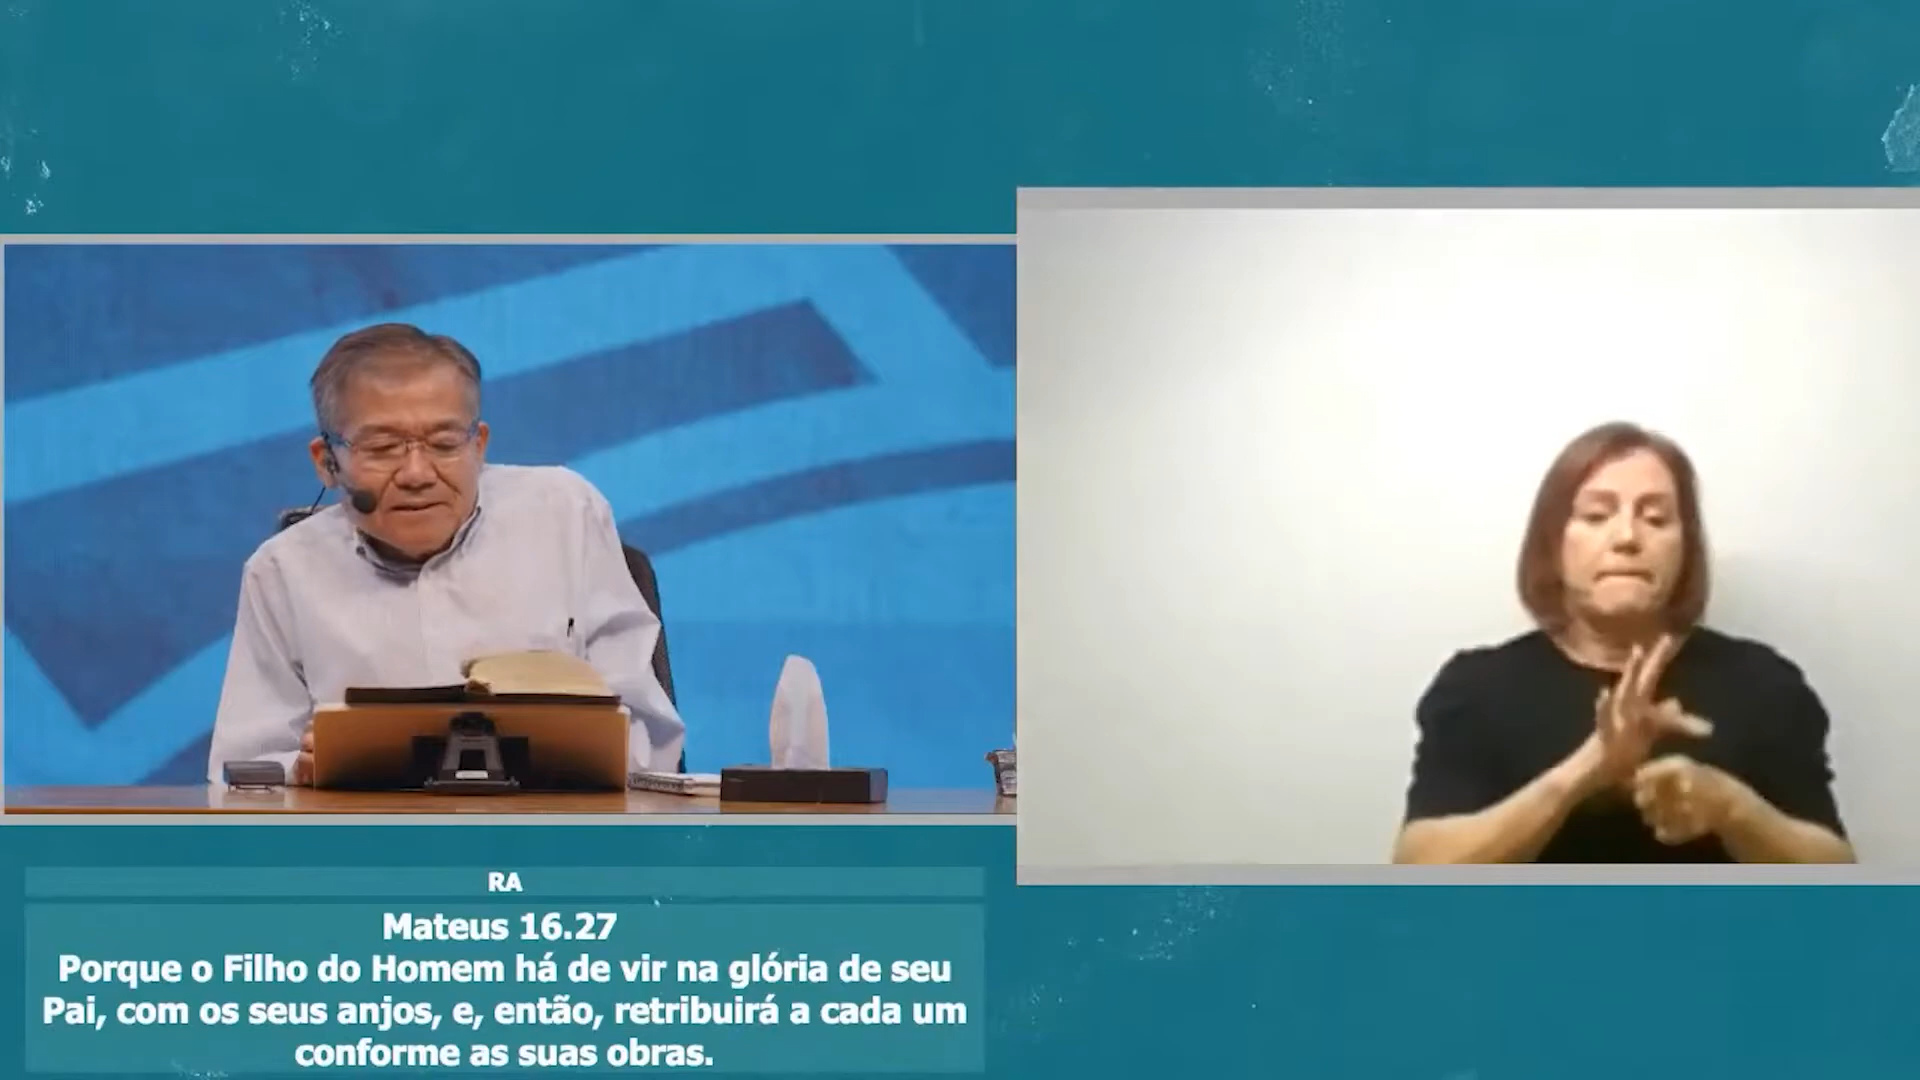 RA
Mateus 16.27
Porque o Filho do Homem há de vir na glória de seu
Pai, com os seus anjos, e, então, retribuirá a cada um
conforme as suas obras.